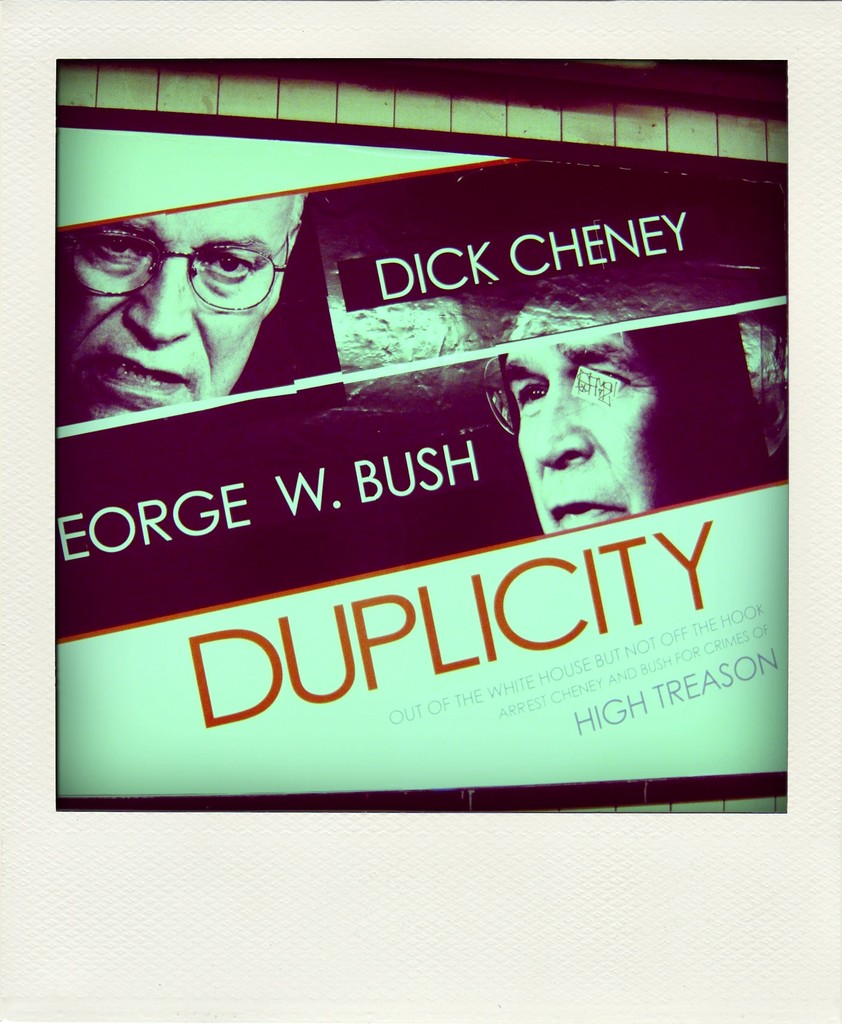 DICK CHENEY
EORGE W. BUSH
DUPLICITY
OUT OF THE WHITE HOUSE BUT NOT OFF THE HOOK
ARREST CHENEY AND BUSH FOR CRIMES OF
HIGH TREASON